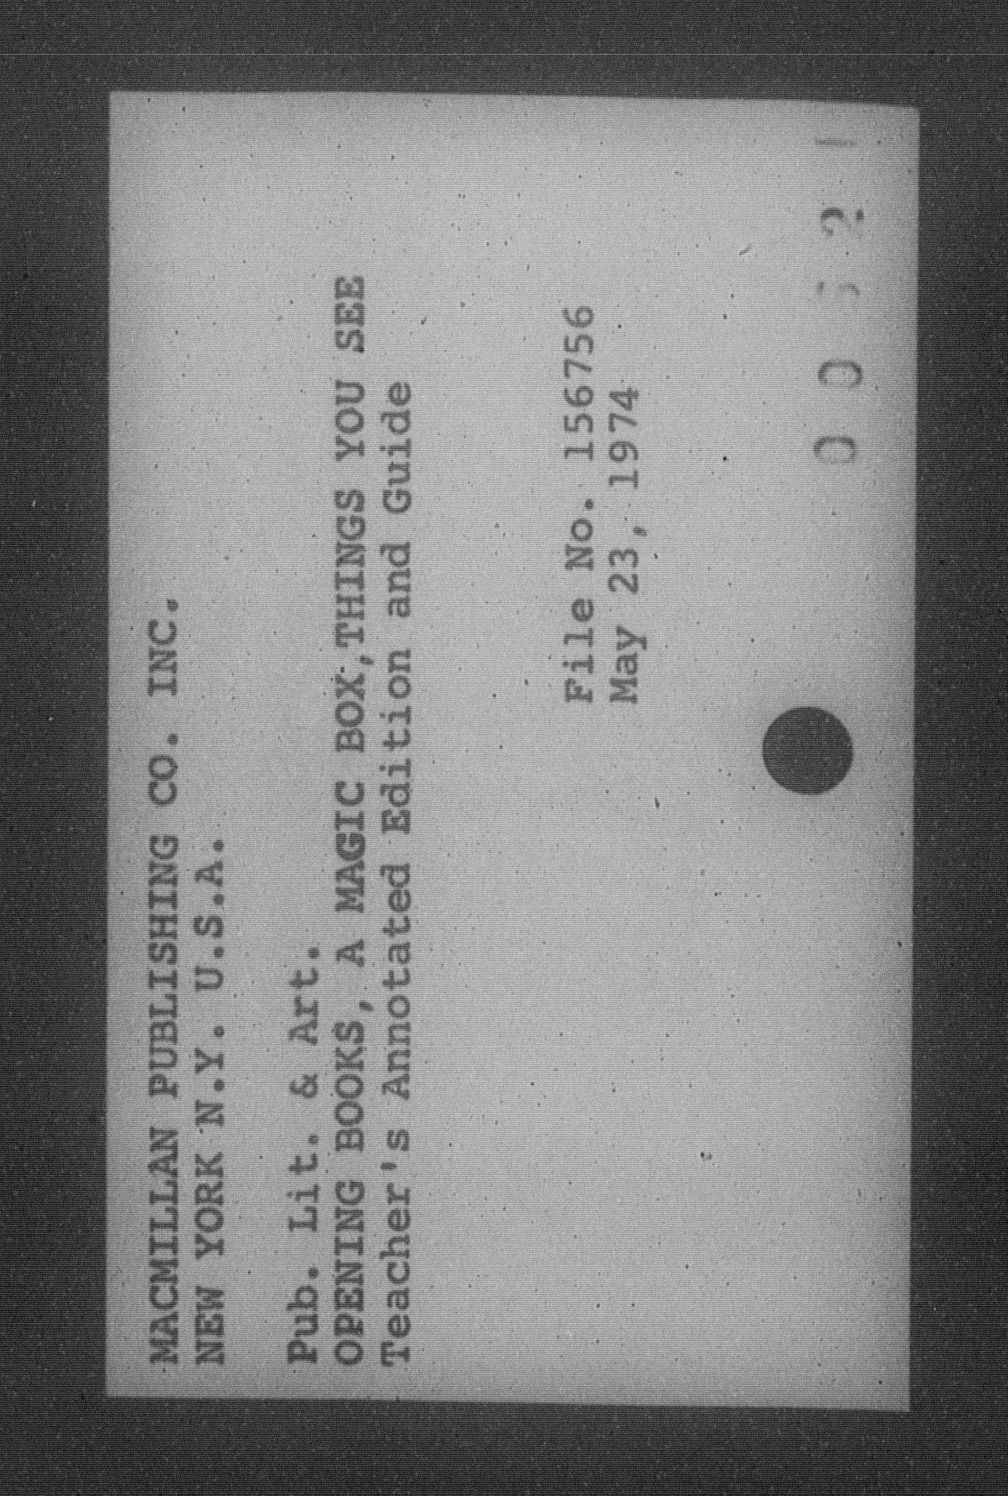 MACMILLAN PUBLISHING CO. INC.
NEW YORK N.Y. U.S.A.
Pub. Lit. & Art.
OPENING BOOKS, A MAGIC BOX,THINGS YOU SEE
Teacher's Annotated Edition and Guide
File No. 156756
May 23, 1974